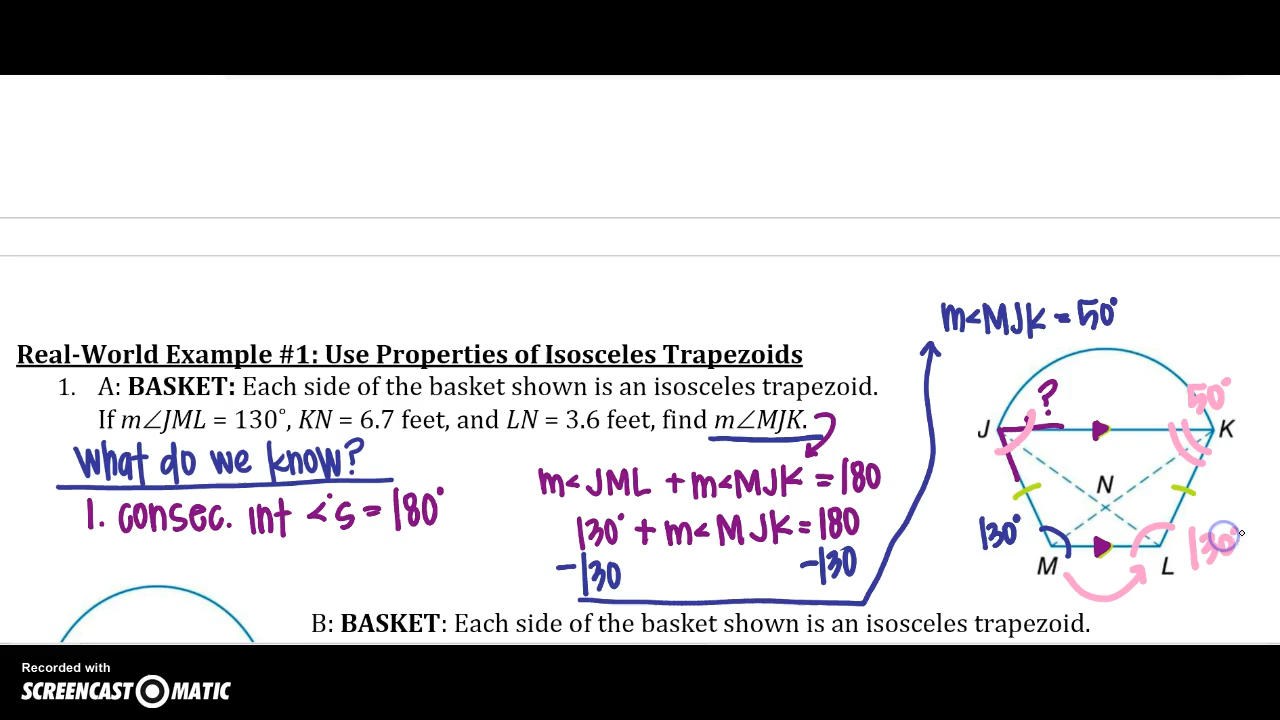 m<MJK = 50°
Real-World Example #1: Use Properties of Isosceles Trapezoids
1. A: BASKET: Each side of the basket shown is an isosceles trapezoid.
If m∠JML = 130°, KN = 6.7 feet, and LN = 3.6 feet, find m∠MJK.
What do we know?
1. consec. int <'s = 180°
m<JML + m<MJK = 180
130° + m<MJK = 180
-130 -130
? 50°
J K
N
130° 130°
M L
B: BASKET: Each side of the basket shown is an isosceles trapezoid.
Recorded with
SCREENCAST MATIC